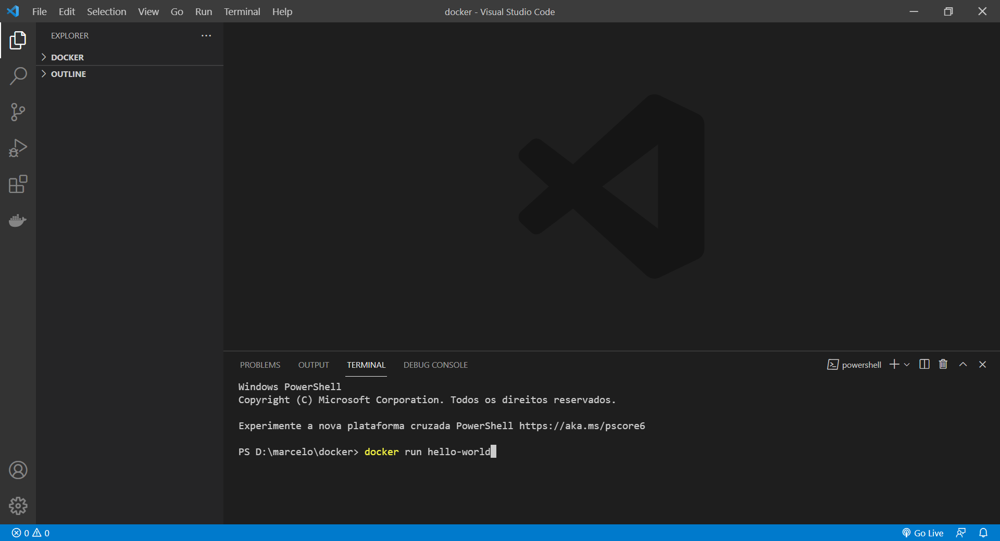 File Edit Selection View Go Run Terminal Help docker - Visual Studio Code
EXPLORER
DOCKER
OUTLINE
PROBLEMS OUTPUT TERMINAL DEBUG CONSOLE powershell
Windows PowerShell
Copyright (C) Microsoft Corporation. Todos os direitos reservados.
Experimente a nova plataforma cruzada PowerShell https://aka.ms/pscore6
PS D:\marcelo\docker> docker run hello-world
0 0 Go Live